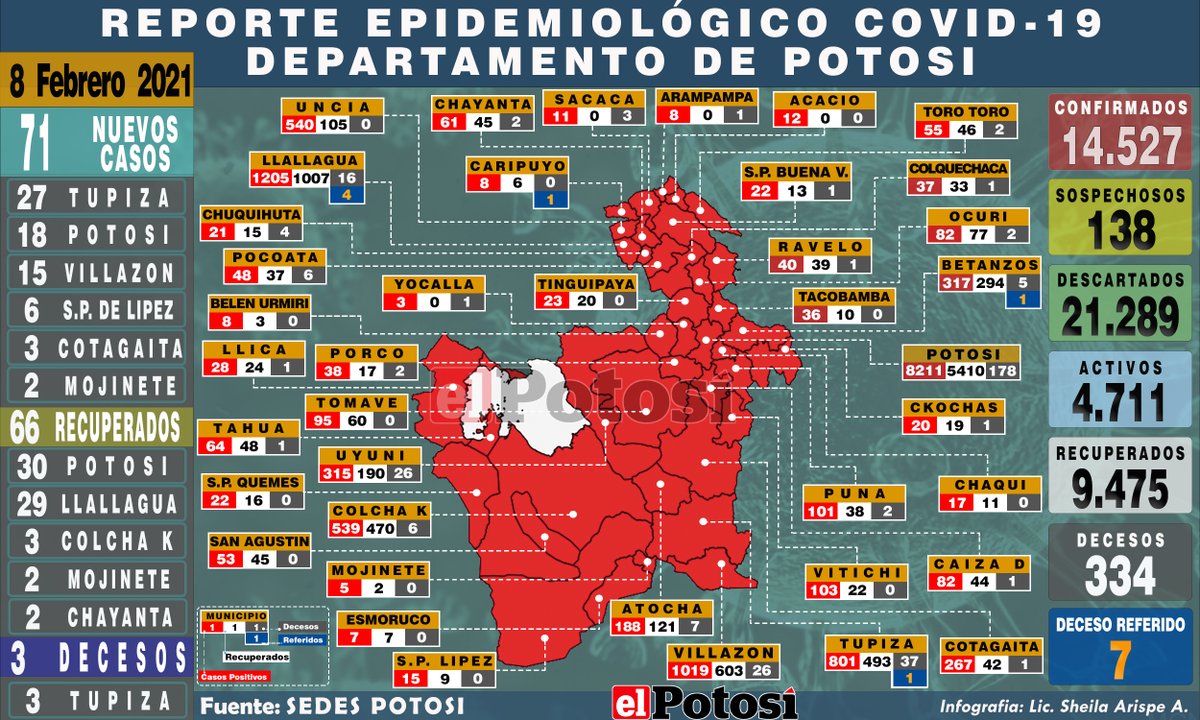 REPORTE EPIDEMIOLÓGICO COVID-19
DEPARTAMENTO DE POTOSI
8 Febrero 2021
71 NUEVOS CASOS
27 TUPIZA
18 POTOSI
15 VILLAZON
6 S.P. DE LIPEZ
3 COTAGAITA
2 MOJINETE
66 RECUPERADOS
30 POTOSI
29 LLALLAGUA
3 COLCHA K
2 MOJINETE
2 CHAYANTA
3 DECESOS
3 TUPIZA
UNCIA
540 105 0
CHAYANTA
61 45 2
SACACA
11 0 3
ARAMPAMPA
8 0 1
ACACIO
12 0 0
TORO TORO
55 46 2
LLALLAGUA
1205 1007 16
4
CARIPUYO
8 6 0
1
S.P. BUENA V.
22 13 1
COLQUECHACA
37 33 1
CHUQUIHUTA
21 15 4
OCURI
82 77 2
POCOATA
48 37 6
RAVELO
40 39 1
YOCALLA
3 0 1
TINGUIPAYA
23 20 0
BETANZOS
317 294 5
1
BELEN URMIRI
8 3 0
TACOBAMBA
36 10 0
LLICA
28 24 1
PORCO
38 17 2
POTOSI
8211 5410 178
TOMAVE
95 60 0
CKOCHAS
20 19 1
TAHUA
64 48 1
UYUNI
315 190 26
S.P. QUEMES
22 16 0
PUNA
101 38 2
CHAQUI
17 11 0
COLCHA K
539 470 6
SAN AGUSTIN
53 45 0
MOJINETE
5 2 0
VITICHI
103 22 0
CAIZA D
82 44 1
ESMORUCO
7 7 0
ATOCHA
188 121 7
S.P. LIPEZ
15 9 0
VILLAZON
1019 603 26
TUPIZA
801 493 37
1
COTAGAITA
267 42 1
el Potosí
MUNICIPIO
1 1 1 Decesos
1 Referidos
Recuperados
Casos Positivos
CONFIRMADOS
14.527
SOSPECHOSOS
138
DESCARTADOS
21.289
ACTIVOS
4.711
RECUPERADOS
9.475
DECESOS
334
DECESO REFERIDO
7
Fuente: SEDES POTOSI
el Potosí
Infografia: Lic. Sheila Arispe A.